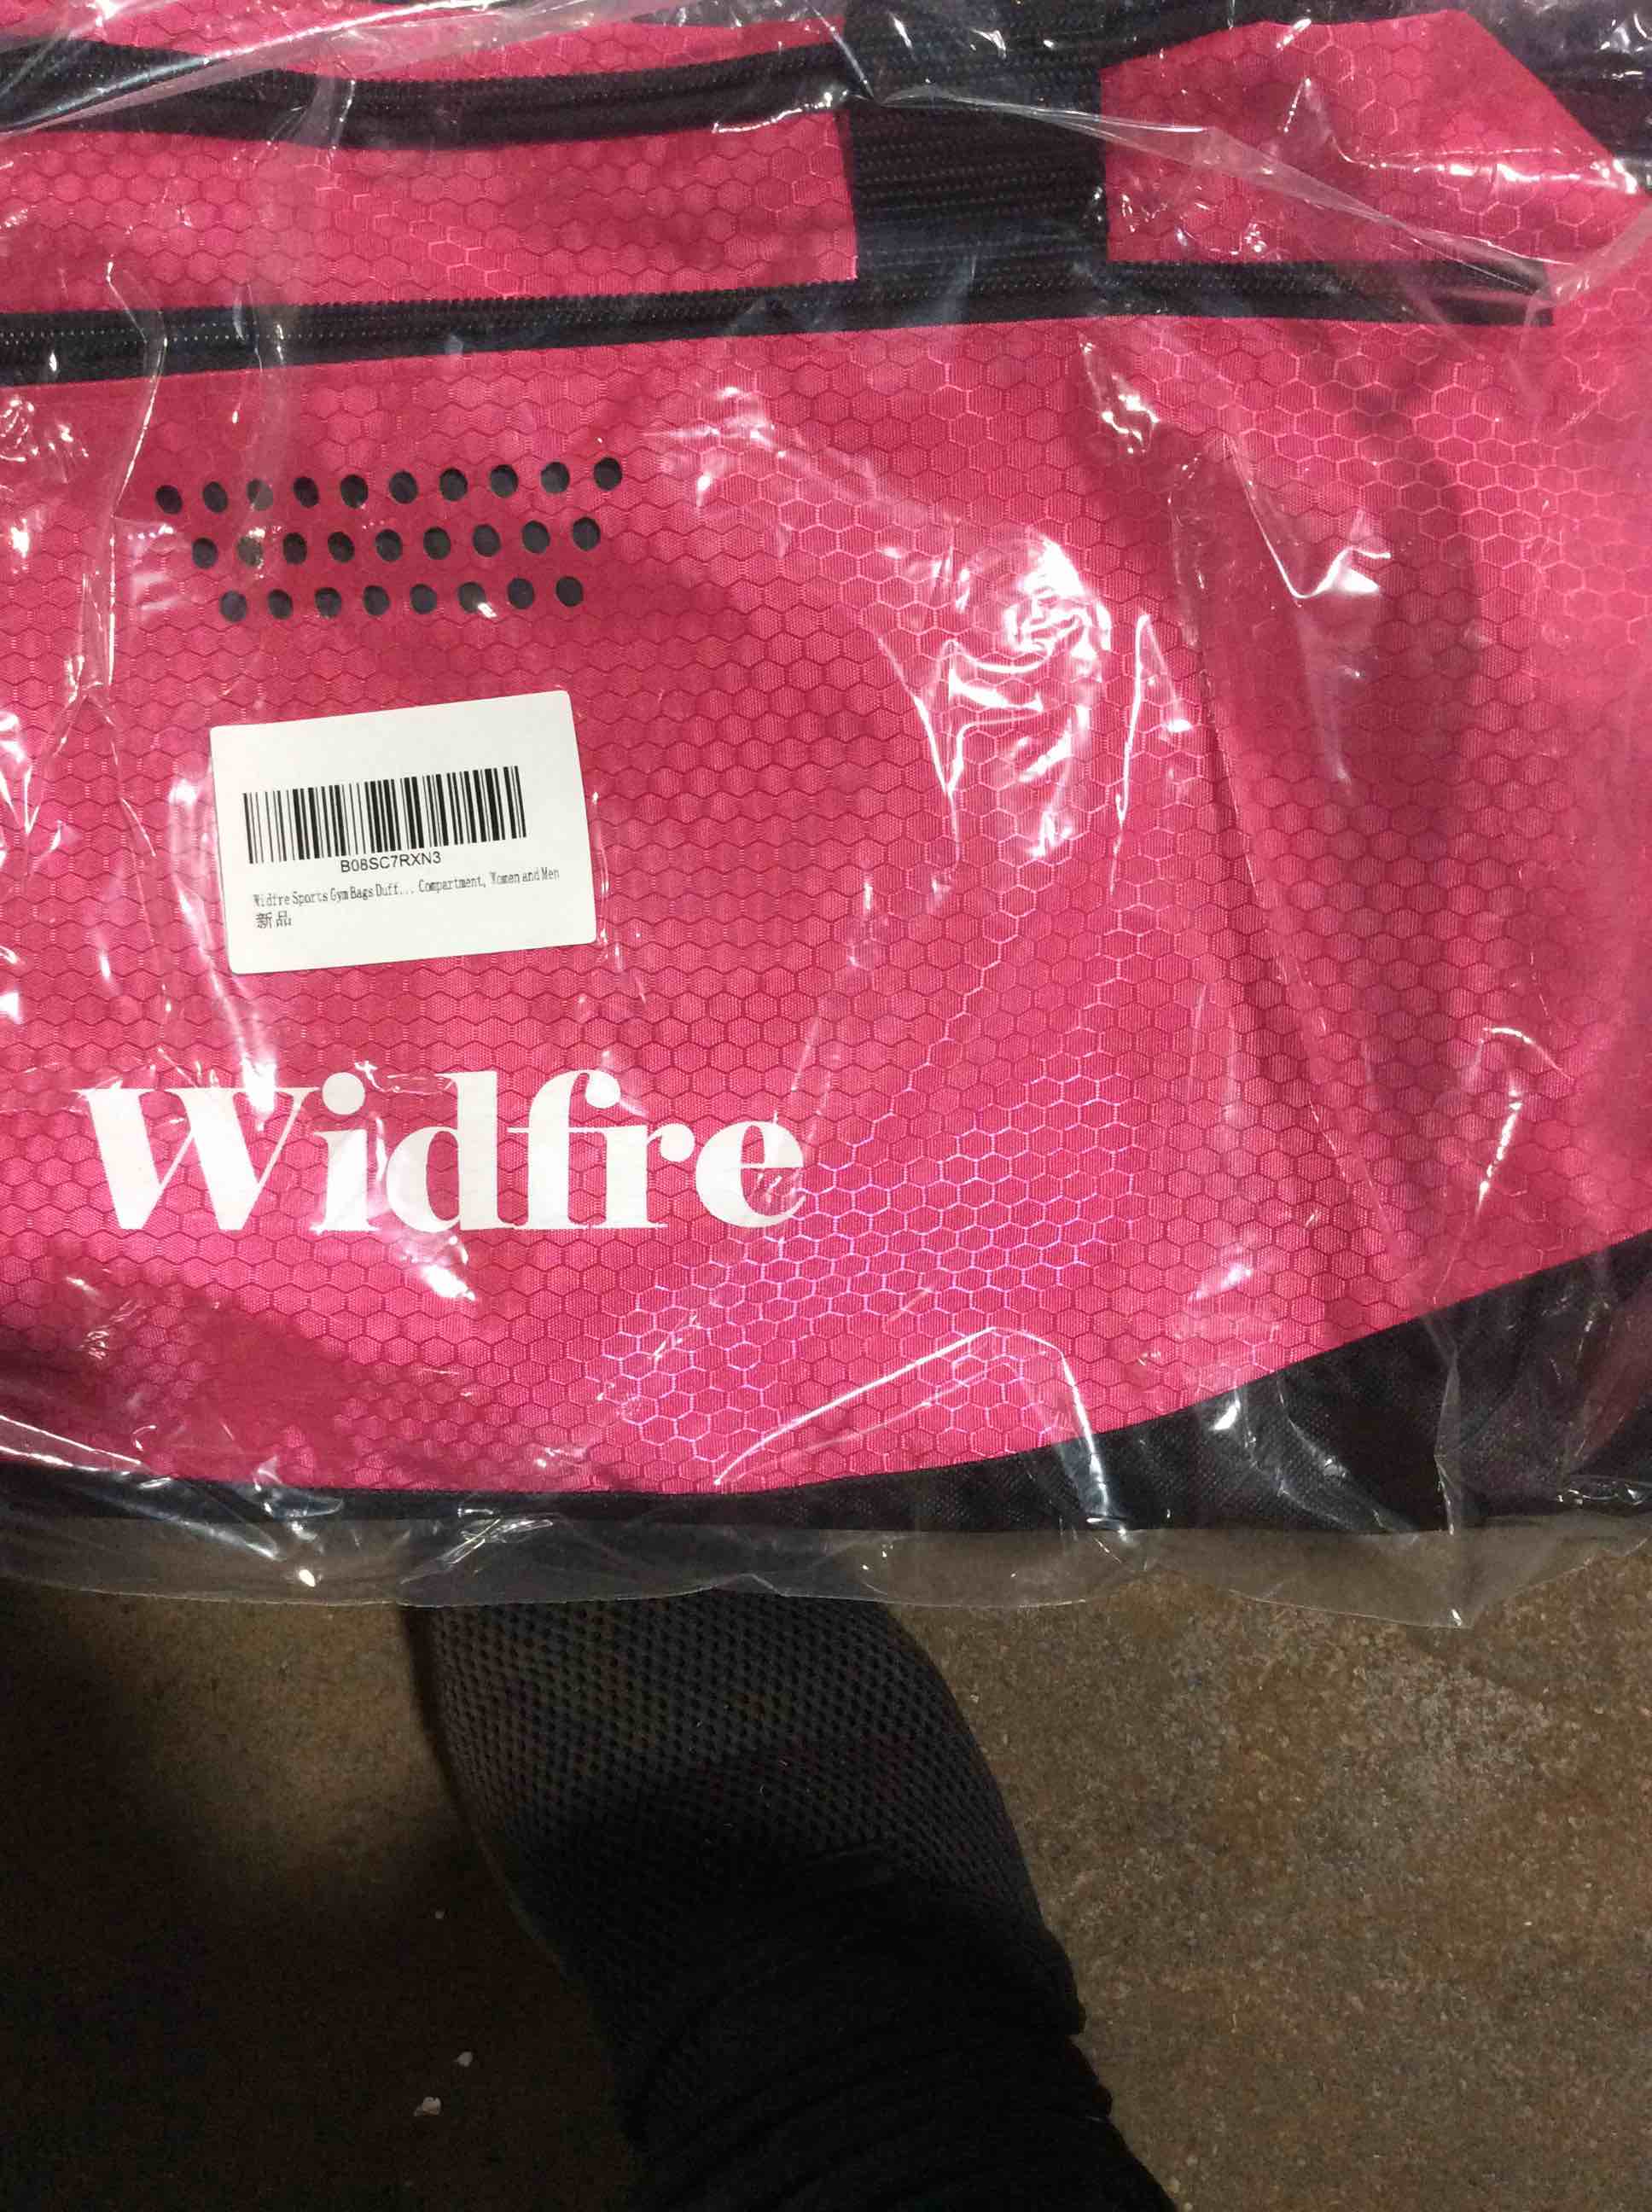 B08SC7RXN3
Widfre Sports Gym Bags Duff... Compartment, Women and Men
新品
Widfre